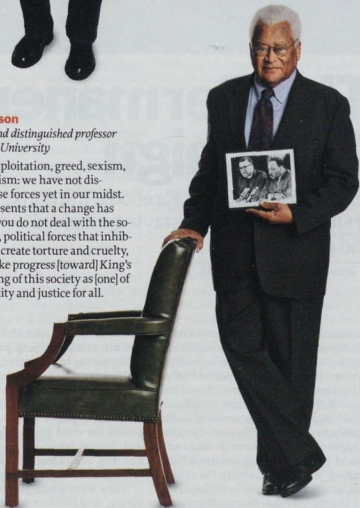 son
nd distinguished professor
University
ploitation, greed, sexism,
ism: we have not dis-
se forces yet in our midst.
sents that a change has
you do not deal with the so-
, political forces that inhib-
create torture and cruelty,
ke progress [toward] King's
ng of this society as [one] of
ity and justice for all.